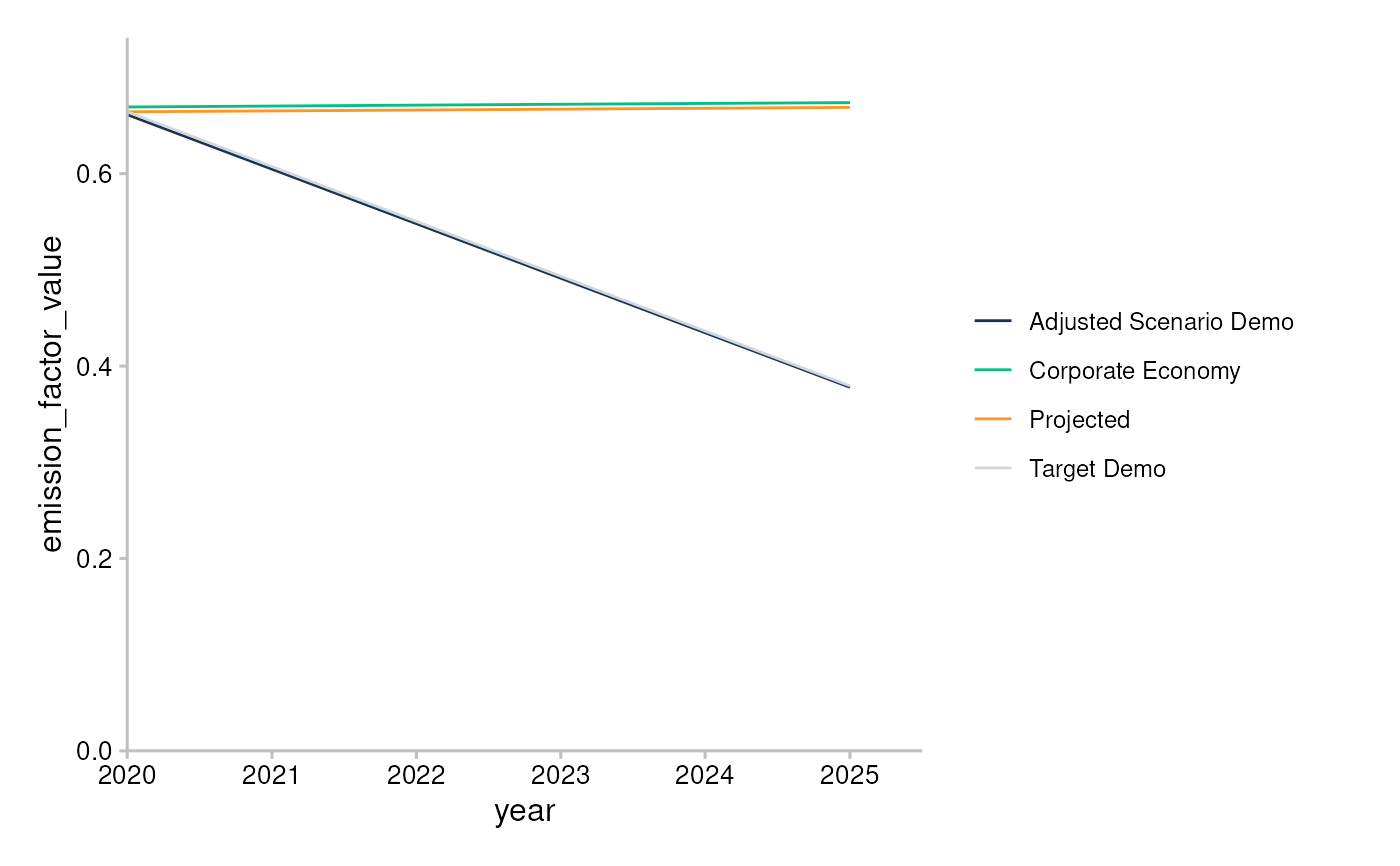 emission_factor_value
0.6
0.4
0.2
0.0
2020 2021 2022 2023 2024 2025
year
Adjusted Scenario Demo
Corporate Economy
Projected
Target Demo